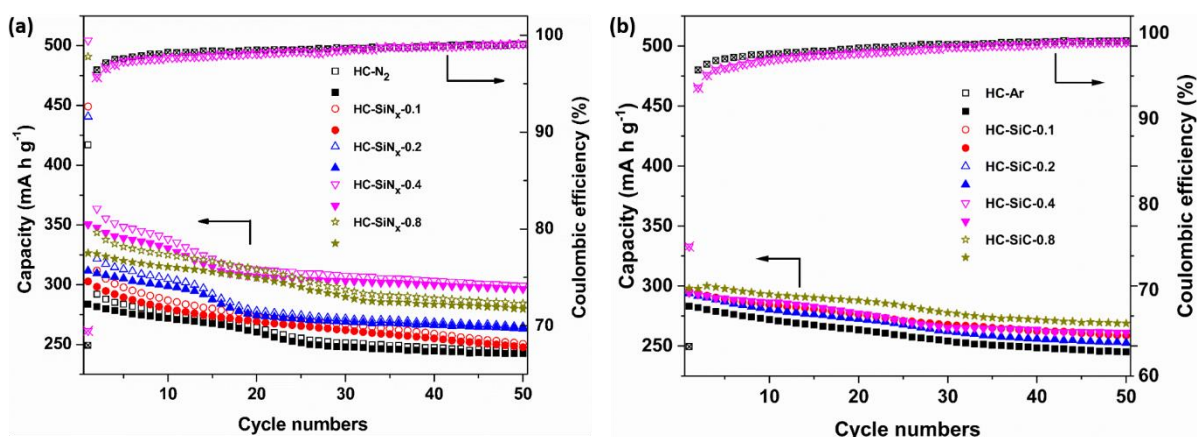 (a)
500
450
400
350
300
250
Capacity (mA h g⁻¹)
100
90
80
70
Coulombic efficiency (%)
HC-N₂
HC-SiNₓ-0.1
HC-SiNₓ-0.2
HC-SiNₓ-0.4
HC-SiNₓ-0.8
10 20 30 40 50
Cycle numbers
(b)
500
450
400
350
300
250
Capacity (mA h g⁻¹)
100
90
80
70
60
Coulombic efficiency (%)
HC-Ar
HC-SiC-0.1
HC-SiC-0.2
HC-SiC-0.4
HC-SiC-0.8
10 20 30 40 50
Cycle numbers